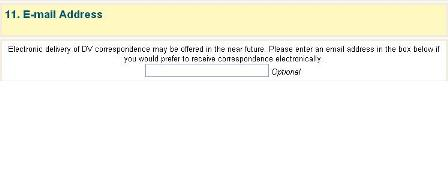 11. E-mail Address
Electronic delivery of DV correspondence may be offered in the near future. Please enter an email address in the box below if
you would prefer to receive correspondence electronically.
Optional